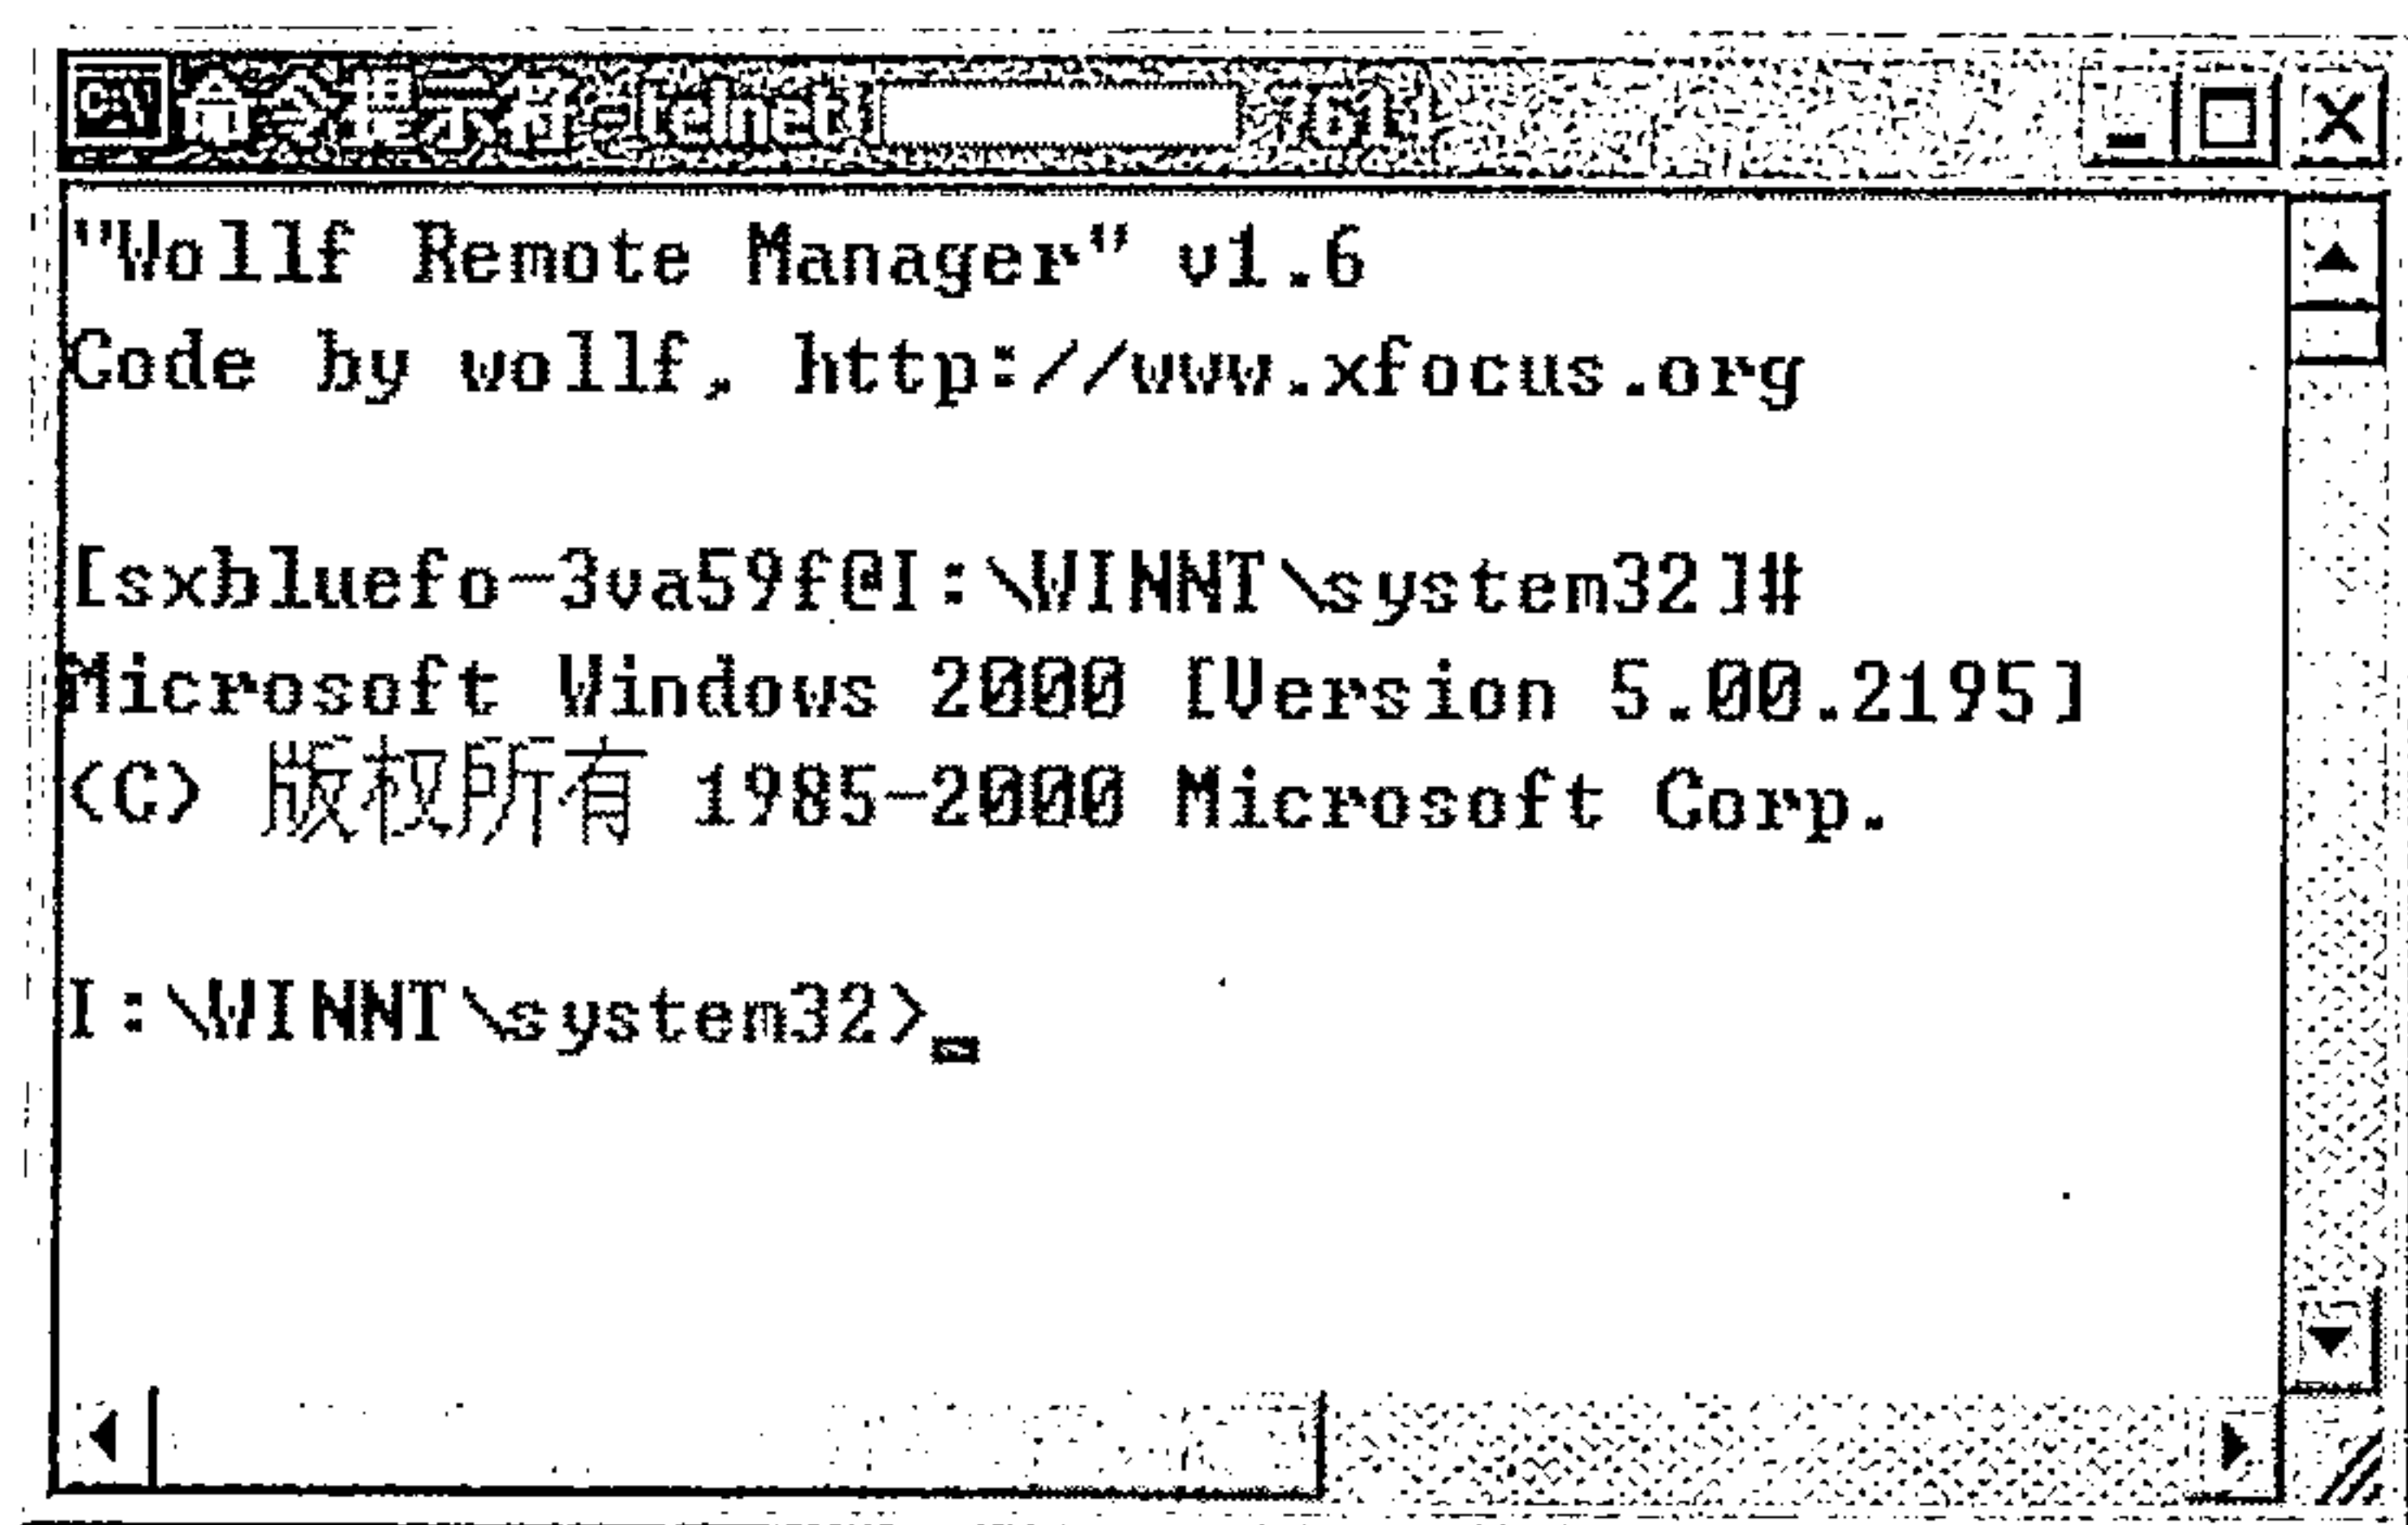 命令提示符 - telnet 7614
"Wollf Remote Manager" v1.6
Code by wollf, http://www.xfocus.org
[sxbluefo-3va59f@I:\WINNT\system32]#
Microsoft Windows 2000 [Version 5.00.2195]
(C) 版权所有 1985-2000 Microsoft Corp.
I:\WINNT\system32>_